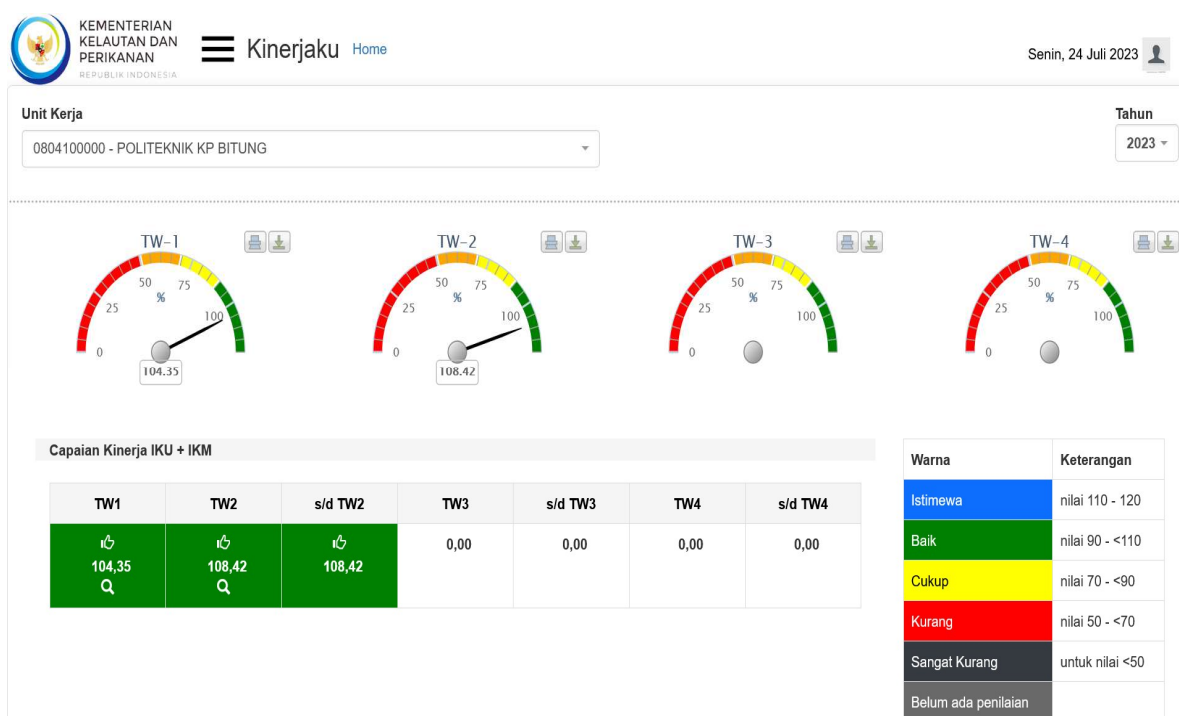 KEMENTERIAN
KELAUTAN DAN
PERIKANAN
REPUBLIK INDONESIA
Kinerjaku Home
Senin, 24 Juli 2023
Unit Kerja
Tahun
0804100000 - POLITEKNIK KP BITUNG
2023
TW-1
0
25
50
75
100
%
104.35
TW-2
0
25
50
75
100
%
108.42
TW-3
0
25
50
75
100
%
TW-4
0
25
50
75
100
%
Capaian Kinerja IKU + IKM
TW1 TW2 s/d TW2 TW3 s/d TW3 TW4 s/d TW4
104,35 108,42 108,42 0,00 0,00 0,00 0,00
Warna Keterangan
Istimewa nilai 110 - 120
Baik nilai 90 - <110
Cukup nilai 70 - <90
Kurang nilai 50 - <70
Sangat Kurang untuk nilai <50
Belum ada penilaian